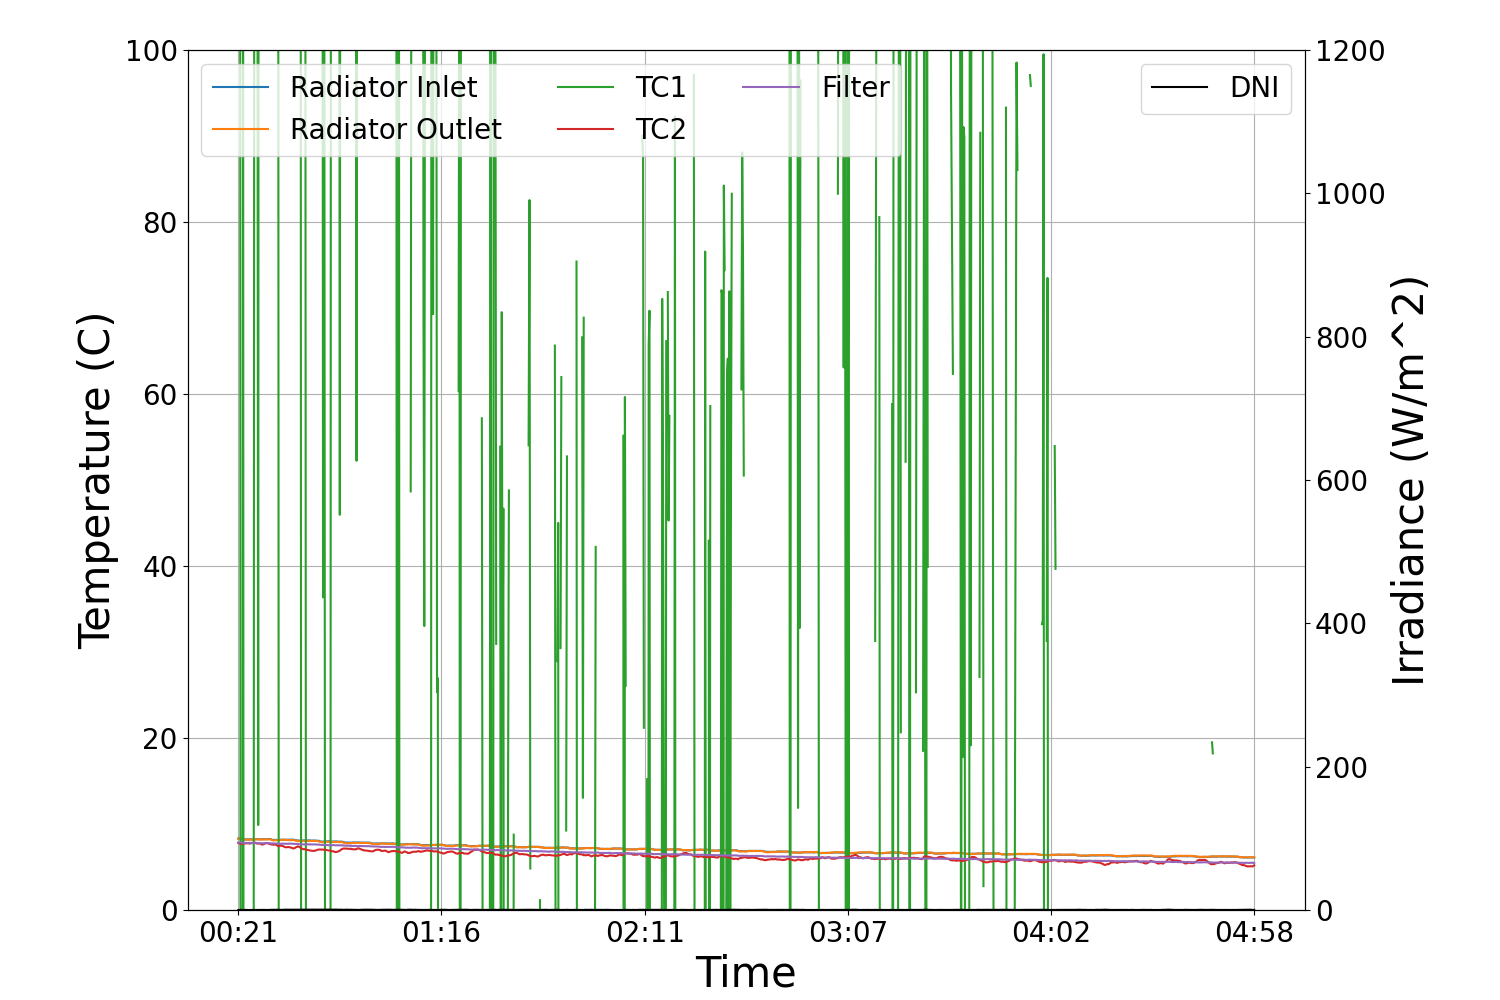 Radiator Inlet
Radiator Outlet
TC1
TC2
Filter
DNI
Temperature (C)
100
80
60
40
20
0
1200
1000
800
600
400
200
0
Irradiance (W/m^2)
00:21 01:16 02:11 03:07 04:02 04:58
Time